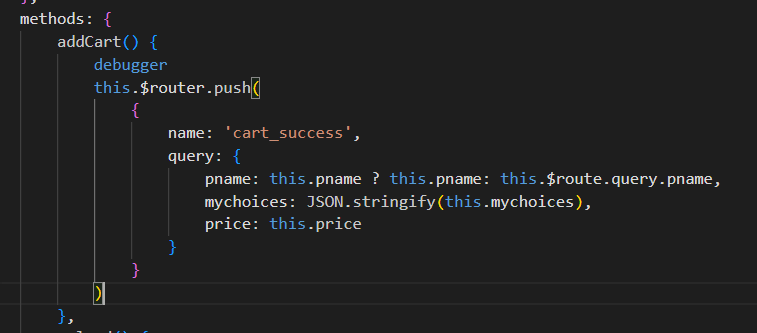 methods: {
addCart() {
debugger
this.$router.push(
{
name: 'cart_success',
query: {
pname: this.pname ? this.pname: this.$route.query.pname,
mychoices: JSON.stringify(this.mychoices),
price: this.price
}
}
)
},